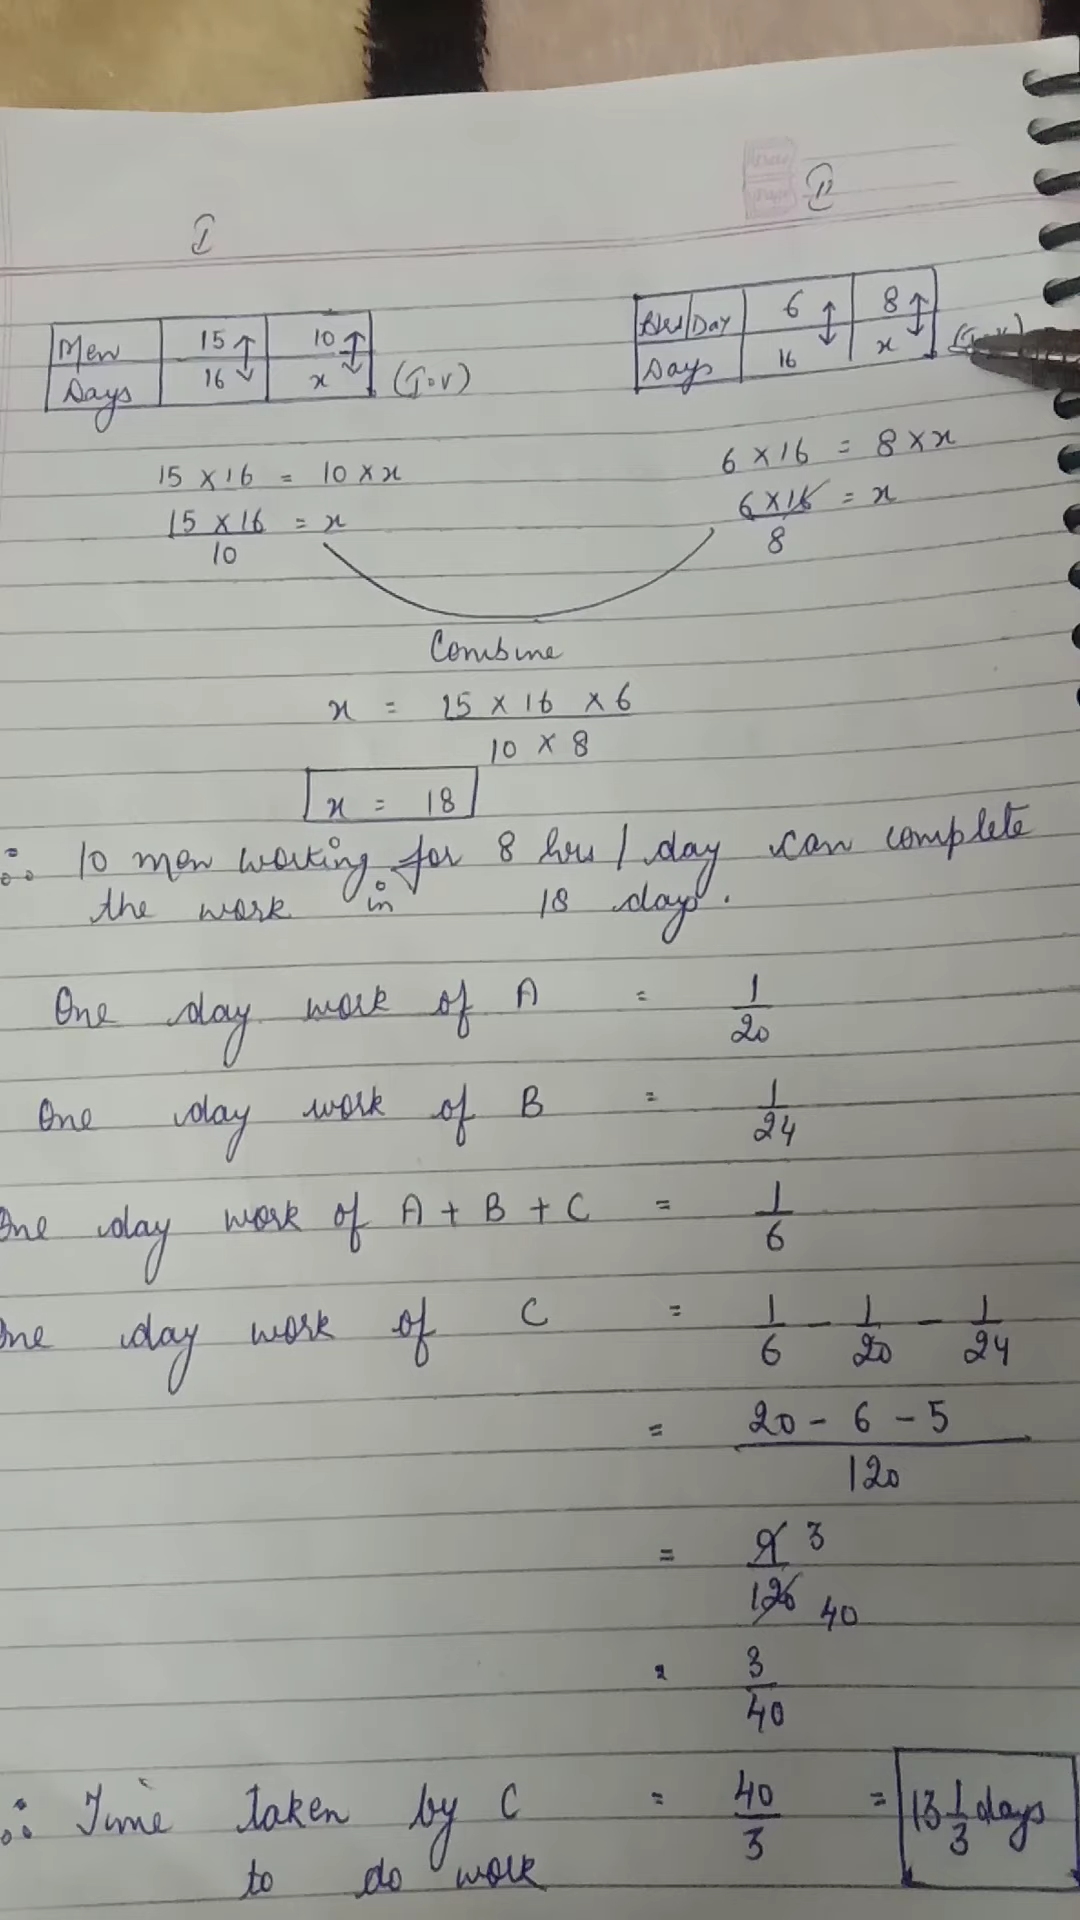 I
II
Men 15 10
Days 16 x (I.V)
Hrs/Day 6 8
Days 16 x
15 × 16 = 10 × x
15 × 16 = x
10
6 × 16 = 8 × x
6 × 16 = x
8
Combine
x = 15 × 16 × 6
10 × 8
x = 18
∴ 10 men working for 8 hrs / day can complete
the work in 18 days.
One day work of A = 1
20
One day work of B = 1
24
One day work of A + B + C = 1
6
One day work of C = 1/6 - 1/20 - 1/24
= 20 - 6 - 5
120
= 9 3
120 40
= 3
40
∴ Time taken by C = 40/3 = 13 1/3 days
to do work